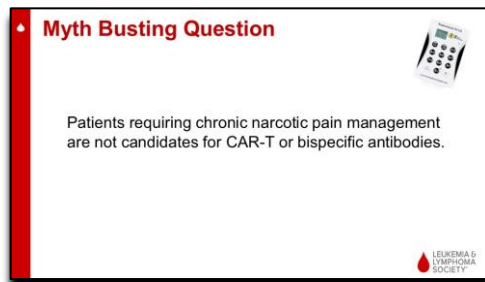 Myth Busting Question
Patients requiring chronic narcotic pain management
are not candidates for CAR-T or bispecific antibodies.
LEUKEMIA &
LYMPHOMA
SOCIETY